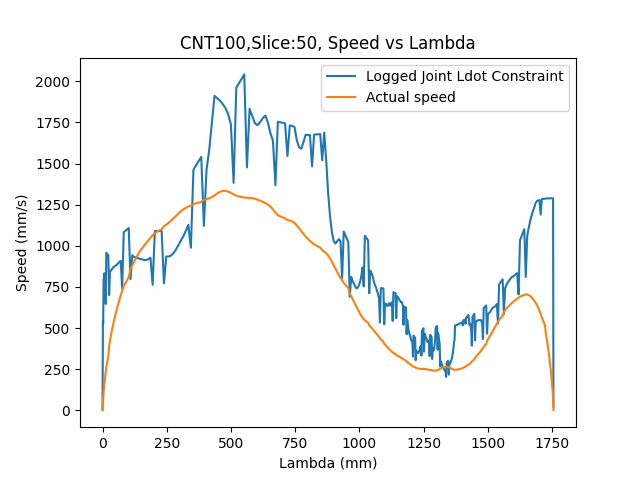 CNT100,Slice:50, Speed vs Lambda
Logged Joint Ldot Constraint
Actual speed
2000
1750
1500
1250
1000
750
500
250
0
Speed (mm/s)
0 250 500 750 1000 1250 1500 1750
Lambda (mm)